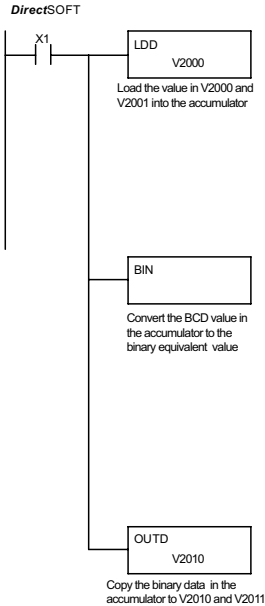 DirectSOFT
X1
LDD
V2000
Load the value in V2000 and
V2001 into the accumulator
BIN
Convert the BCD value in
the accumulator to the
binary equivalent value
OUTD
V2010
Copy the binary data in the
accumulator to V2010 and V2011